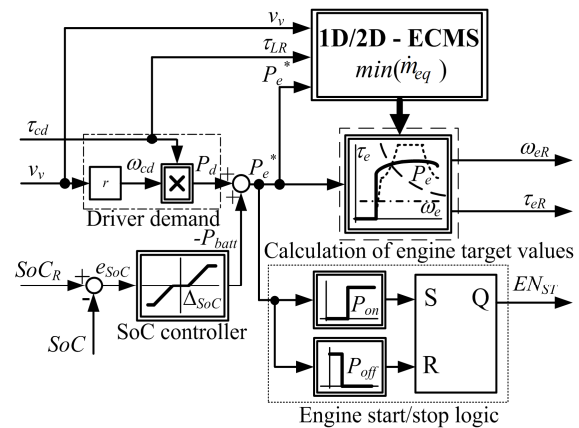 v_v
τ_LR
P_e*
1D/2D - ECMS
min(ṁ_eq )
τ_cd
v_v
r
ω_cd
×
P_d
+
+
P_e*
Driver demand
τ_e
P_e
ω_e
ω_eR
τ_eR
Calculation of engine target values
-P_batt
SoC_R
+
-
e_SoC
Δ_SoC
SoC
SoC controller
P_on
S
Q
EN_ST
P_off
R
Engine start/stop logic